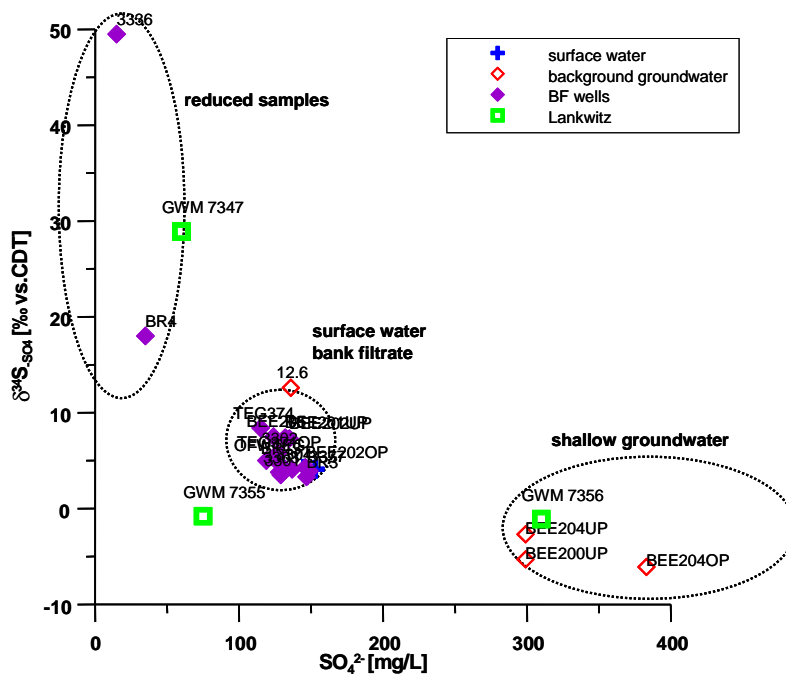 3336
50
surface water
background groundwater
BF wells
Lankwitz
reduced samples
40
30
GWM 7347
20
BR4
surface water
bank filtrate
12.6
10
TEG374
shallow groundwater
BEE202OP
BR3
GWM 7355
GWM 7356
0
BEE204UP
BEE200UP
BEE204OP
-10
0
100
200
300
400
δ³⁴S-SO4 [‰ vs.CDT]
SO₄²⁻ [mg/L]